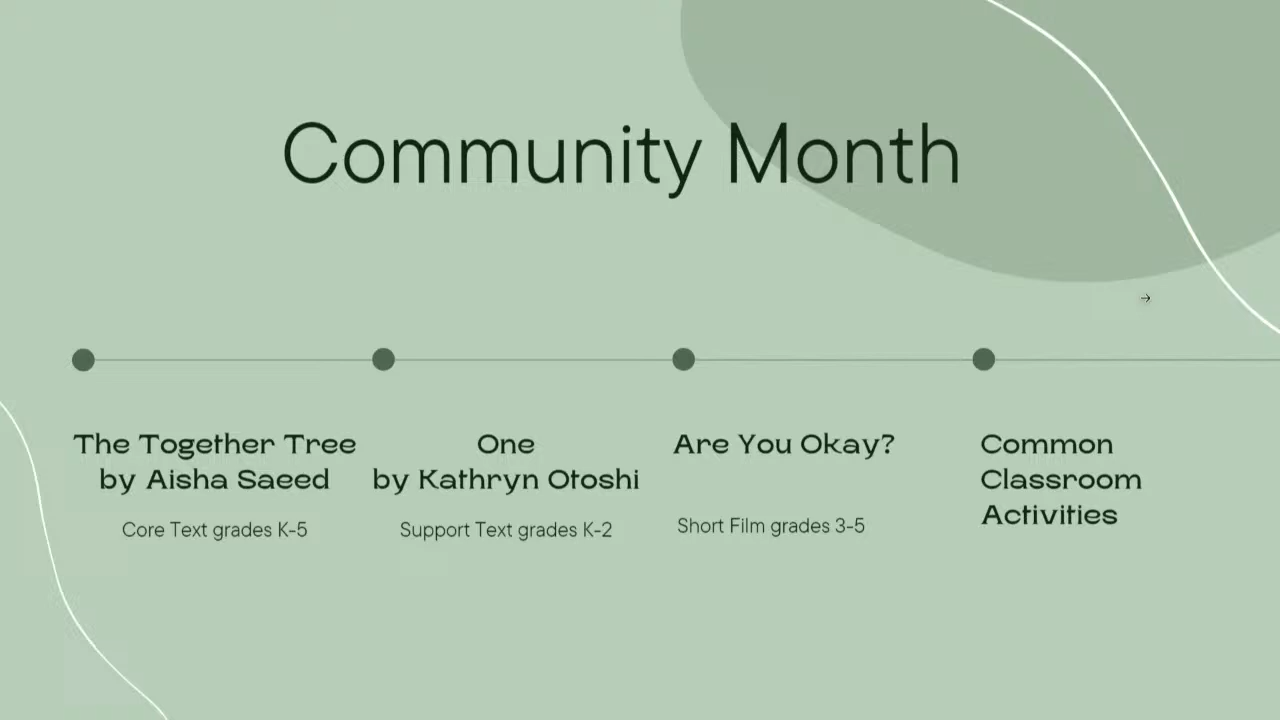 Community Month
The Together Tree
by Aisha Saeed
Core Text grades K-5
One
by Kathryn Otoshi
Support Text grades K-2
Are You Okay?
Short Film grades 3-5
Common
Classroom
Activities